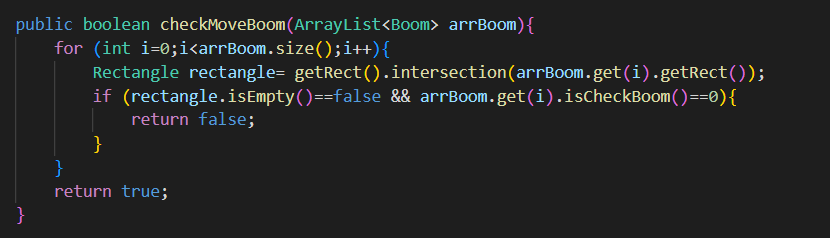 public boolean checkMoveBoom(ArrayList<Boom> arrBoom){
    for (int i=0;i<arrBoom.size();i++){
        Rectangle rectangle= getRect().intersection(arrBoom.get(i).getRect());
        if (rectangle.isEmpty()==false && arrBoom.get(i).isCheckBoom()==0){
            return false;
        }
    }
    return true;
}